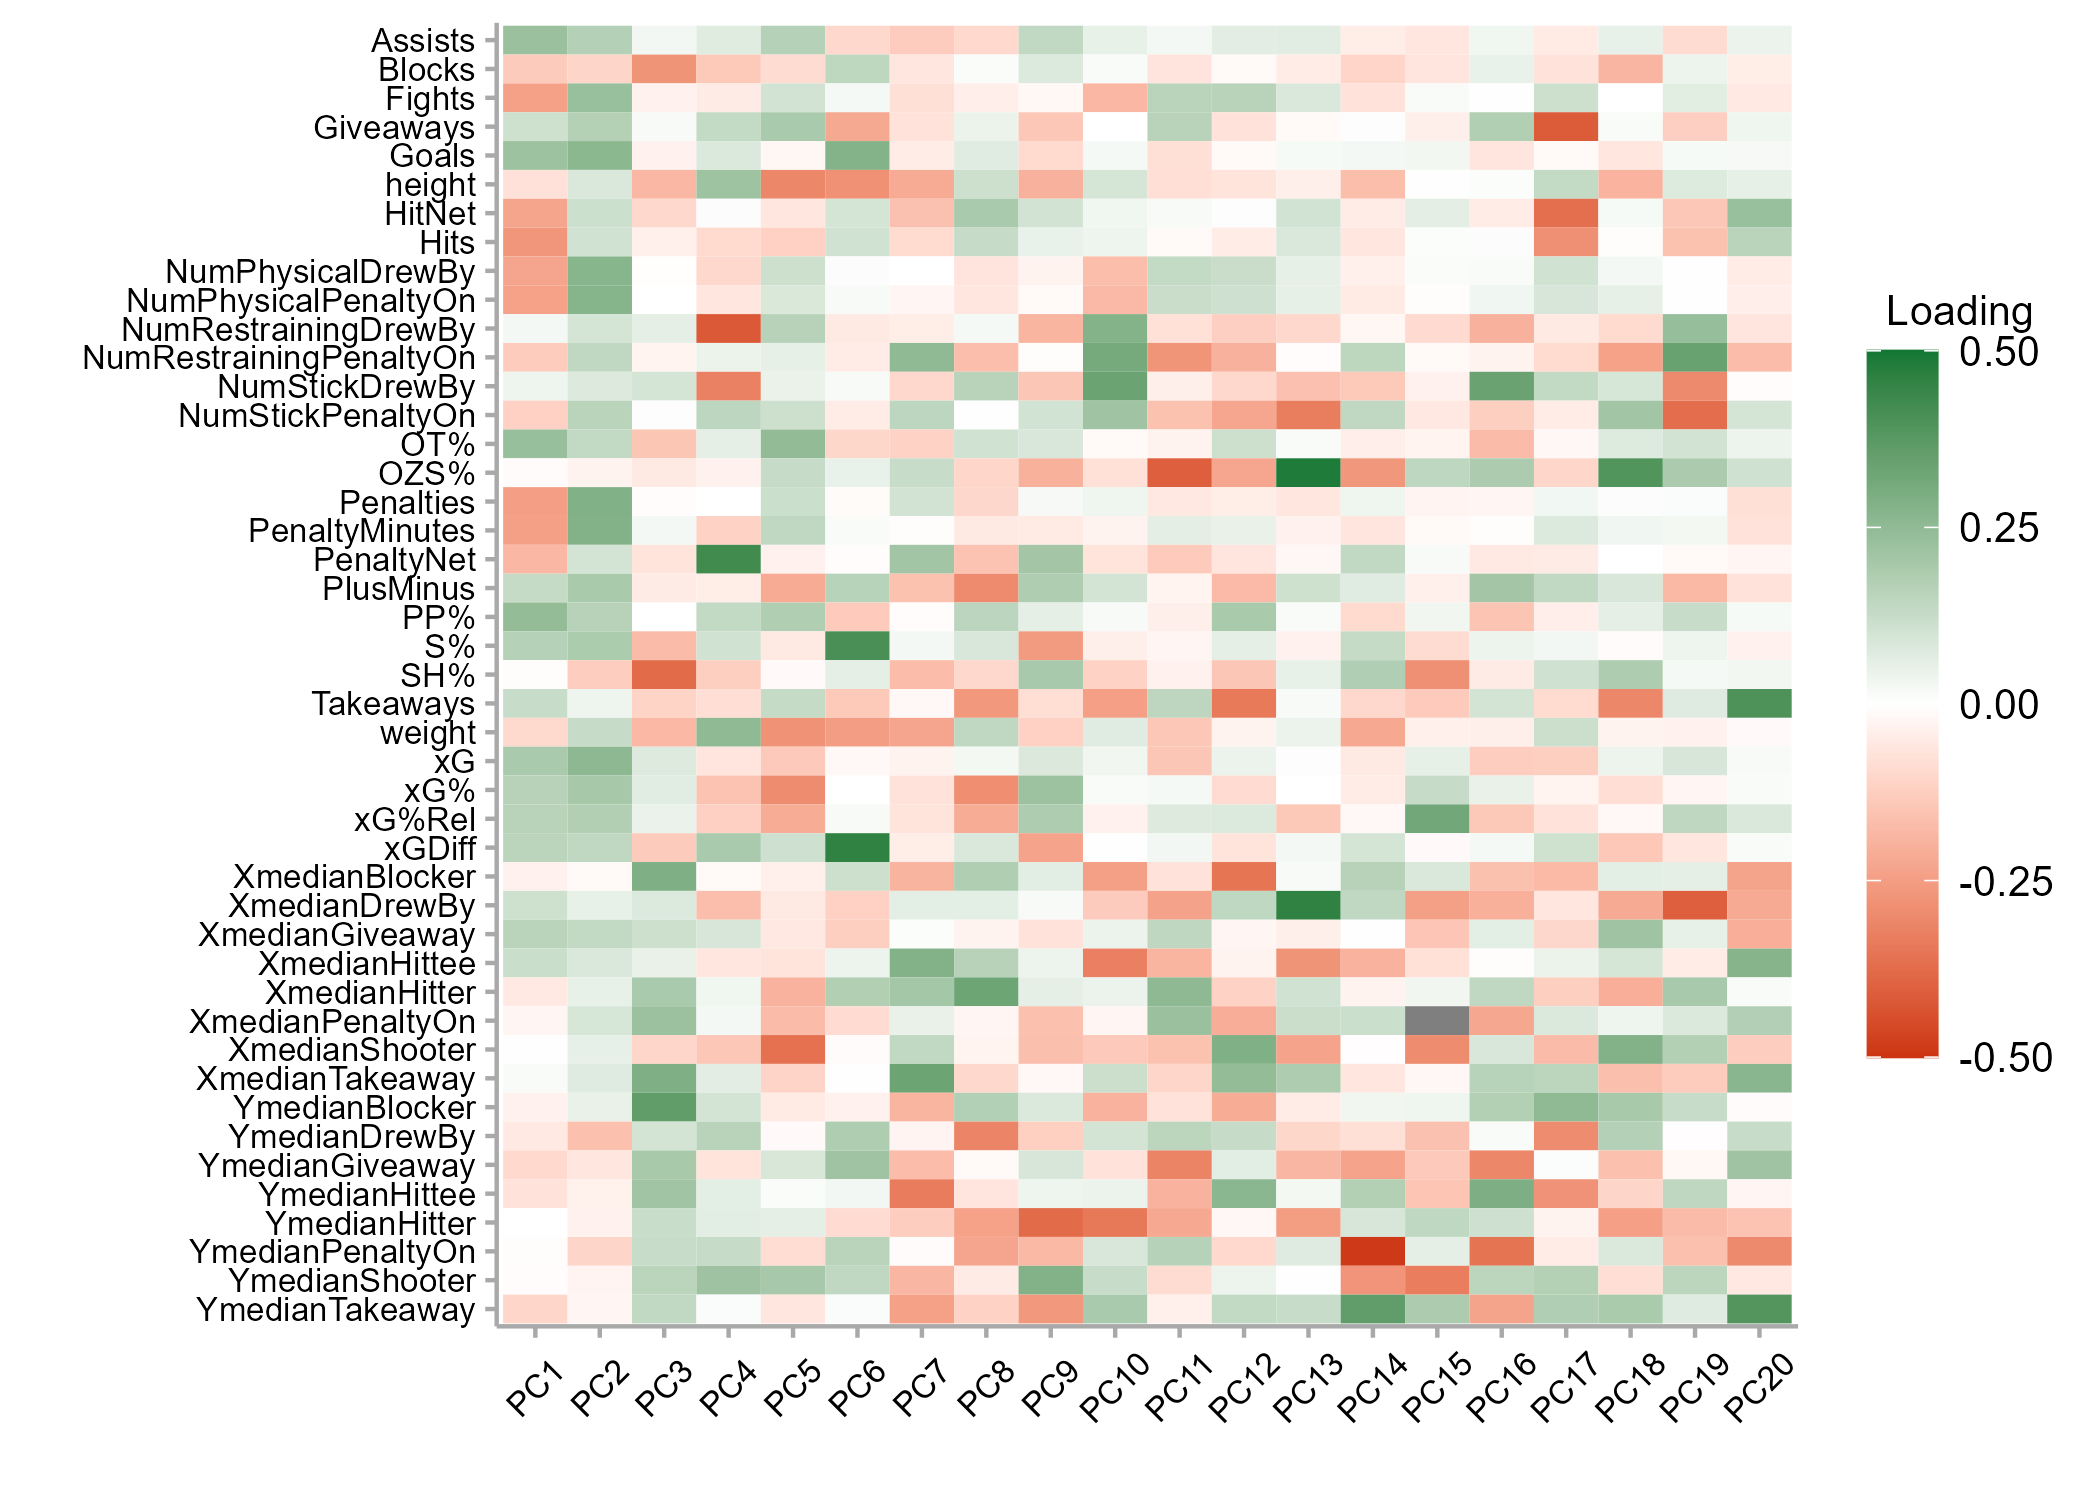 Assists
Blocks
Fights
Giveaways
Goals
height
HitNet
Hits
NumPhysicalDrewBy
NumPhysicalPenaltyOn
NumRestrainingDrewBy
NumRestrainingPenaltyOn
NumStickDrewBy
NumStickPenaltyOn
OT%
OZS%
Penalties
PenaltyMinutes
PenaltyNet
PlusMinus
PP%
S%
SH%
Takeaways
weight
xG
xG%
xG%Rel
xGDiff
XmedianBlocker
XmedianDrewBy
XmedianGiveaway
XmedianHittee
XmedianHitter
XmedianPenaltyOn
XmedianShooter
XmedianTakeaway
YmedianBlocker
YmedianDrewBy
YmedianGiveaway
YmedianHittee
YmedianHitter
YmedianPenaltyOn
YmedianShooter
YmedianTakeaway
PC1 PC2 PC3 PC4 PC5 PC6 PC7 PC8 PC9 PC10 PC11 PC12 PC13 PC14 PC15 PC16 PC17 PC18 PC19 PC20
Loading
0.50
0.25
0.00
-0.25
-0.50